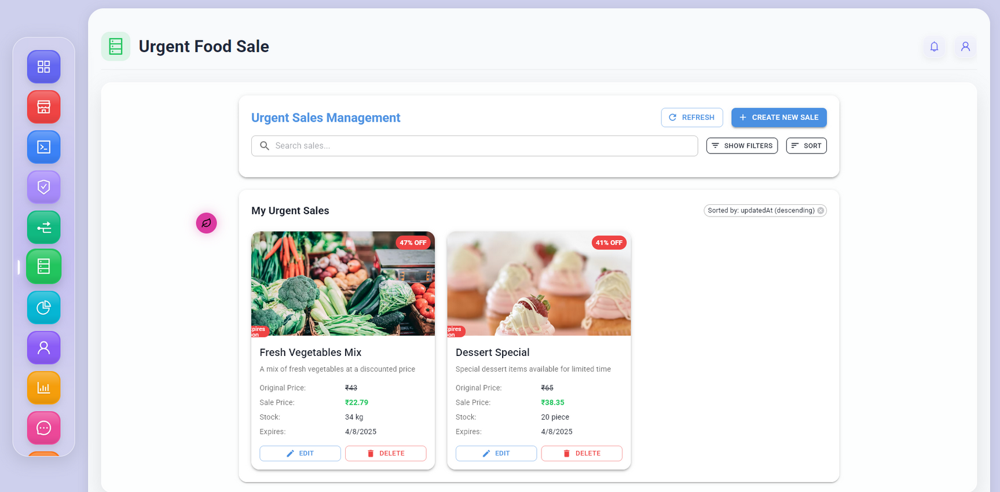 Urgent Food Sale
Urgent Sales Management
REFRESH
CREATE NEW SALE
Search sales...
SHOW FILTERS
SORT
My Urgent Sales
Sorted by: updatedAt (descending)
47% OFF
pires
oon
Fresh Vegetables Mix
A mix of fresh vegetables at a discounted price
Original Price: ₹43
Sale Price: ₹22.79
Stock: 34 kg
Expires: 4/8/2025
EDIT
DELETE
41% OFF
pires
oon
Dessert Special
Special dessert items available for limited time
Original Price: ₹65
Sale Price: ₹38.35
Stock: 20 piece
Expires: 4/8/2025
EDIT
DELETE